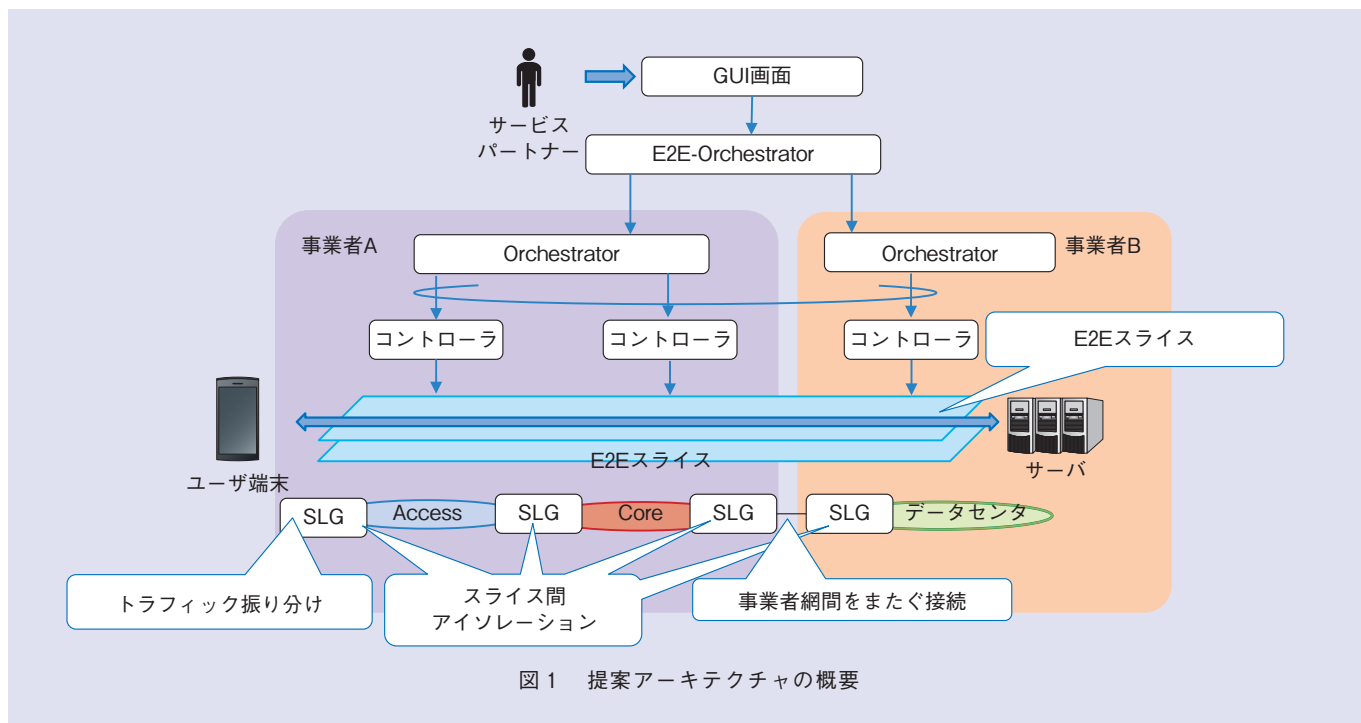 GUI画面
サービス
パートナー
E2E-Orchestrator
事業者A
Orchestrator
Orchestrator
事業者B
コントローラ
コントローラ
コントローラ
E2Eスライス
E2Eスライス
ユーザ端末
サーバ
SLG
Access
SLG
Core
SLG
SLG
データセンタ
トラフィック振り分け
スライス間
アイソレーション
事業者網間をまたぐ接続
図1 提案アーキテクチャの概要